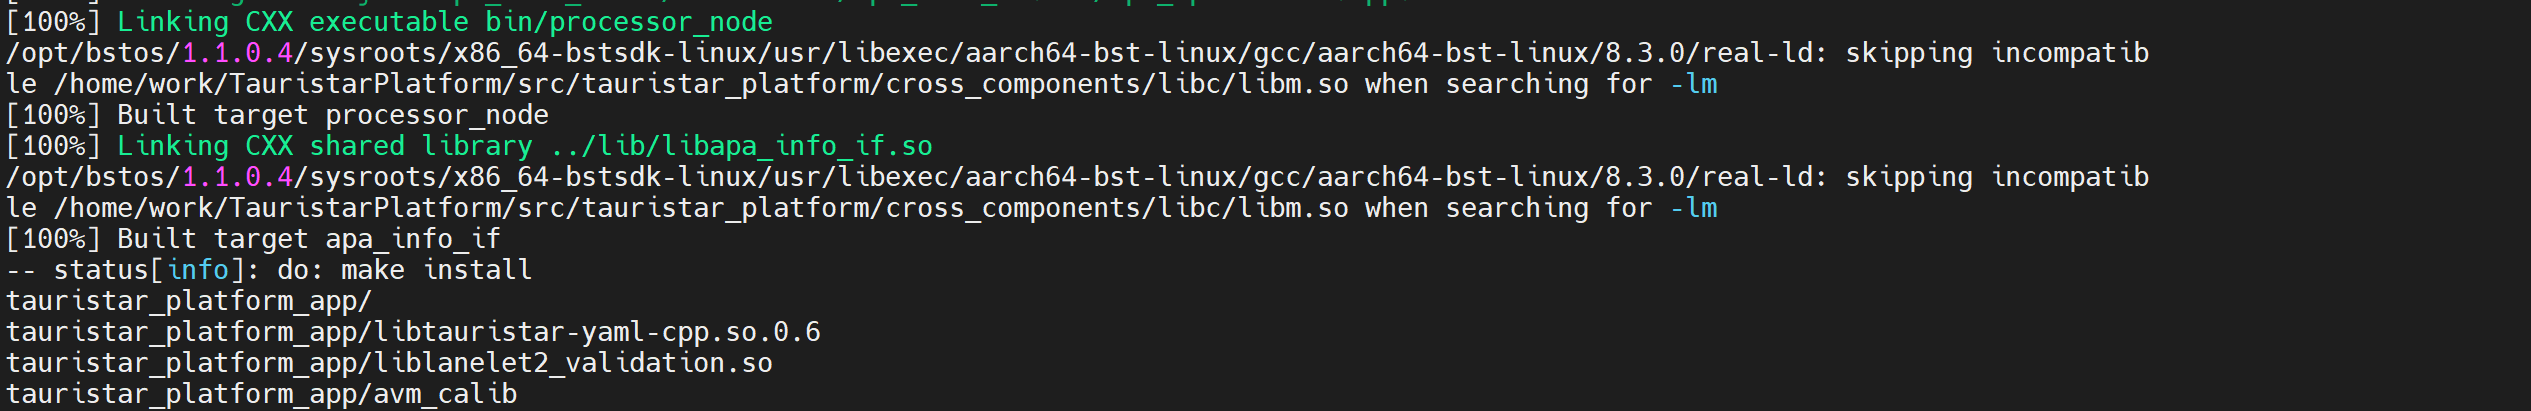 [100%] Linking CXX executable bin/processor_node
/opt/bstos/1.1.0.4/sysroots/x86_64-bstsdk-linux/usr/libexec/aarch64-bst-linux/gcc/aarch64-bst-linux/8.3.0/real-ld: skipping incompatib
le /home/work/TauristarPlatform/src/tauristar_platform/cross_components/libc/libm.so when searching for -lm
[100%] Built target processor_node
[100%] Linking CXX shared library ../lib/libapa_info_if.so
/opt/bstos/1.1.0.4/sysroots/x86_64-bstsdk-linux/usr/libexec/aarch64-bst-linux/gcc/aarch64-bst-linux/8.3.0/real-ld: skipping incompatib
le /home/work/TauristarPlatform/src/tauristar_platform/cross_components/libc/libm.so when searching for -lm
[100%] Built target apa_info_if
-- status[info]: do: make install
tauristar_platform_app/
tauristar_platform_app/libtauristar-yaml-cpp.so.0.6
tauristar_platform_app/liblanelet2_validation.so
tauristar_platform_app/avm_calib